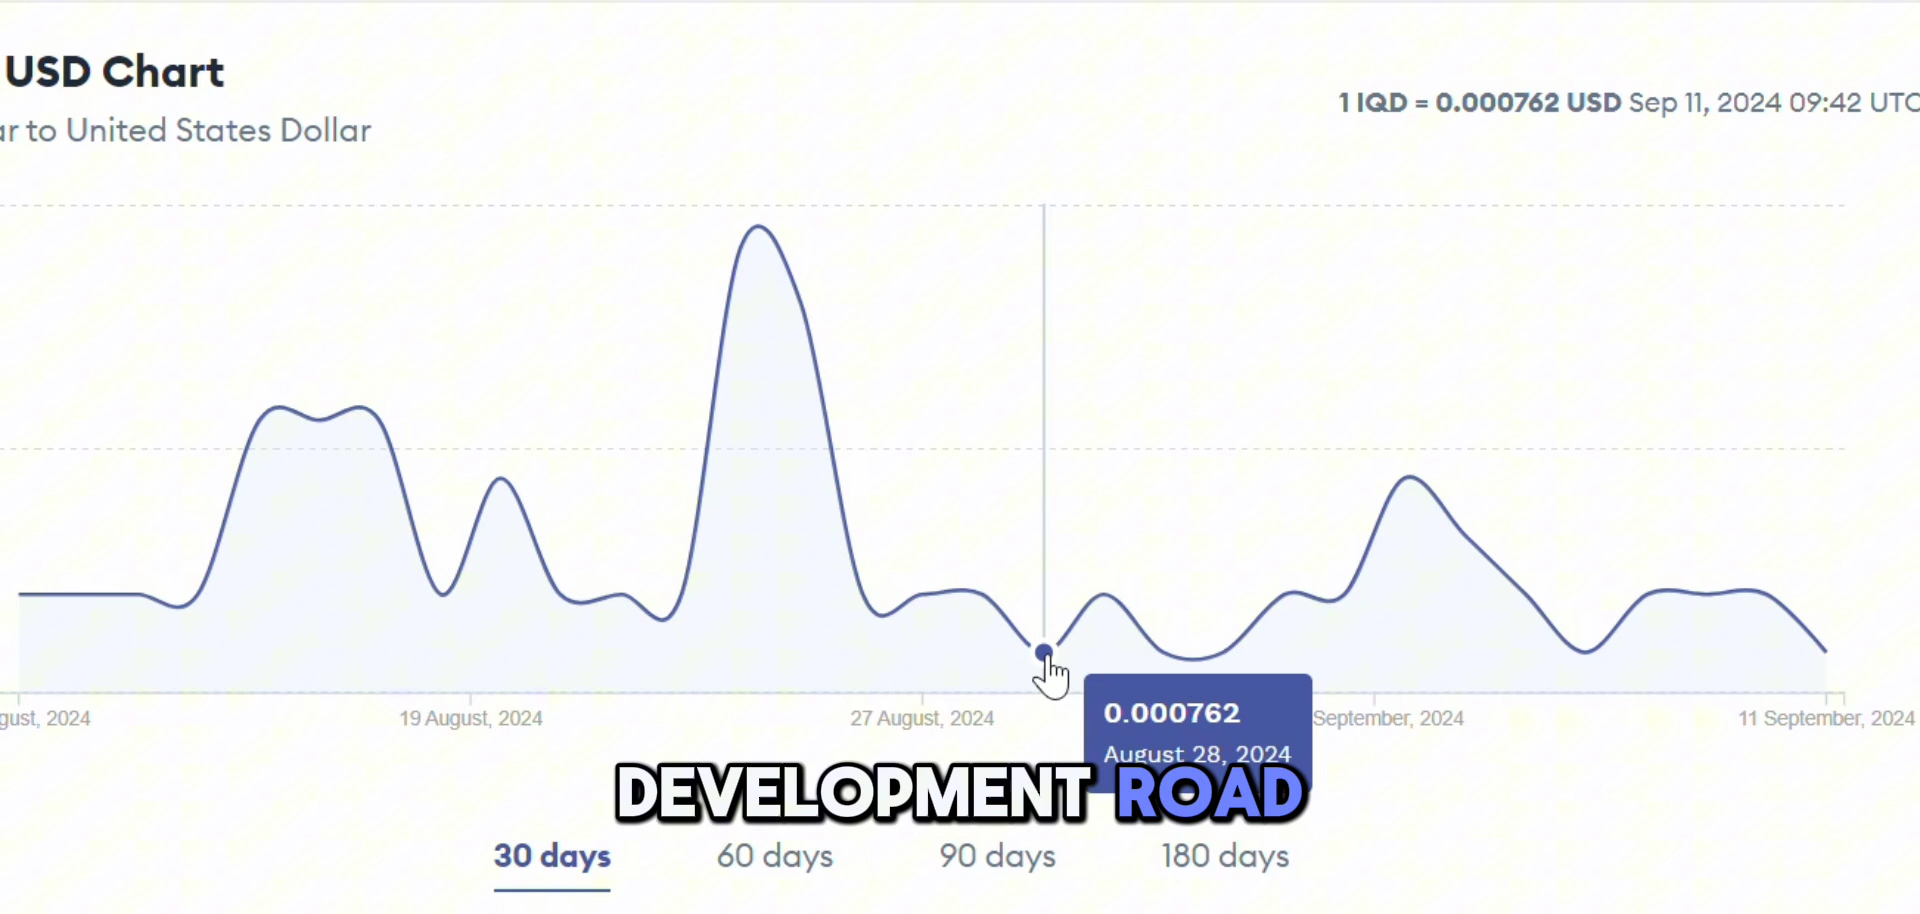 USD Chart
ar to United States Dollar
1 IQD = 0.000762 USD Sep 11, 2024 09:42 UTC
gust, 2024
19 August, 2024
27 August, 2024
September, 2024
11 September, 2024
0.000762
August 28, 2024
DEVELOPMENT ROAD
30 days
60 days
90 days
180 days